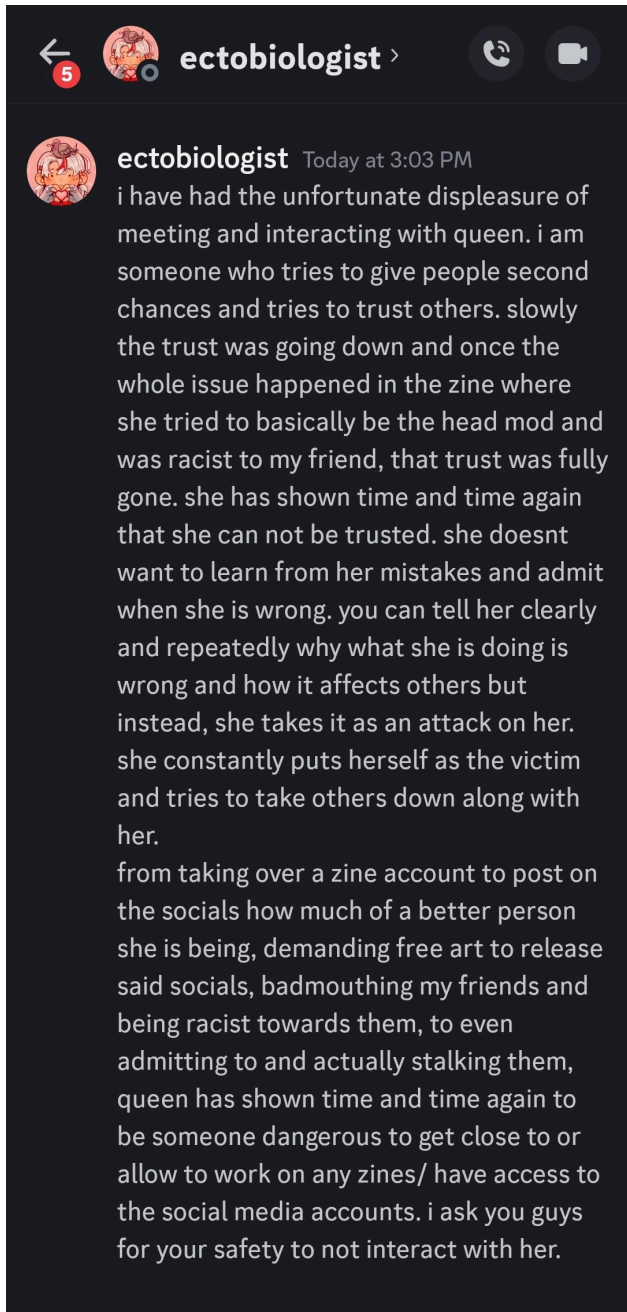 ectobiologist
5
ectobiologist Today at 3:03 PM
i have had the unfortunate displeasure of
meeting and interacting with queen. i am
someone who tries to give people second
chances and tries to trust others. slowly
the trust was going down and once the
whole issue happened in the zine where
she tried to basically be the head mod and
was racist to my friend, that trust was fully
gone. she has shown time and time again
that she can not be trusted. she doesnt
want to learn from her mistakes and admit
when she is wrong. you can tell her clearly
and repeatedly why what she is doing is
wrong and how it affects others but
instead, she takes it as an attack on her.
she constantly puts herself as the victim
and tries to take others down along with
her.
from taking over a zine account to post on
the socials how much of a better person
she is being, demanding free art to release
said socials, badmouthing my friends and
being racist towards them, to even
admitting to and actually stalking them,
queen has shown time and time again to
be someone dangerous to get close to or
allow to work on any zines/ have access to
the social media accounts. i ask you guys
for your safety to not interact with her.